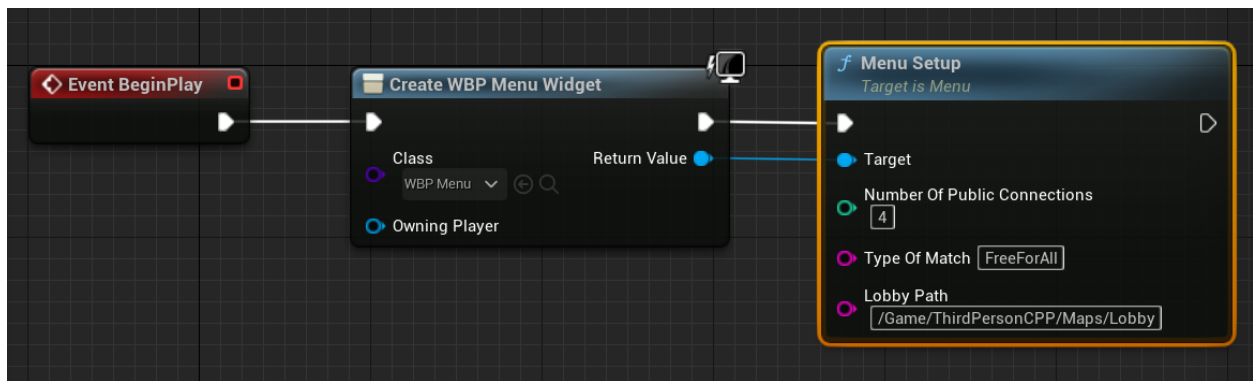 Event BeginPlay
Create WBP Menu Widget
Class
WBP Menu
Return Value
Owning Player
f Menu Setup
Target is Menu
Target
Number Of Public Connections
4
Type Of Match FreeForAll
Lobby Path
/Game/ThirdPersonCPP/Maps/Lobby